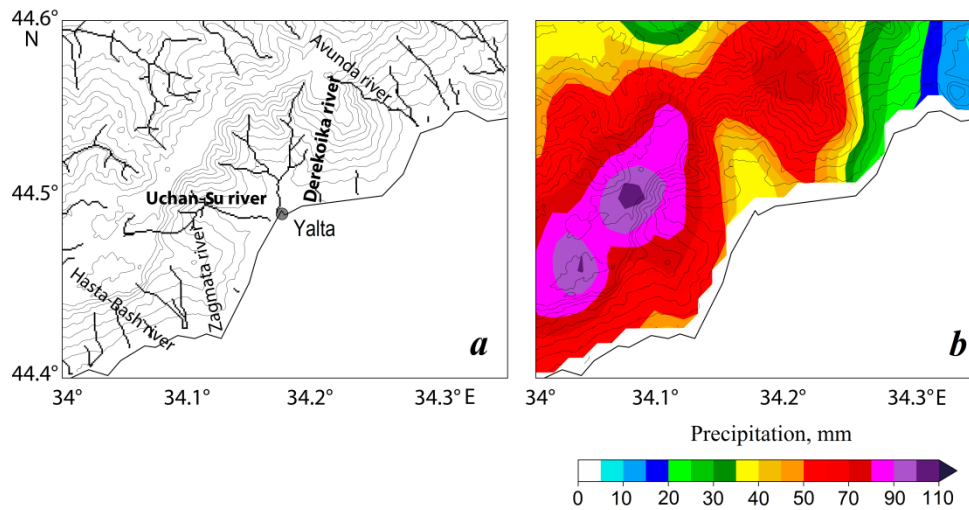 44.6°
N
44.5°
44.4°
Avunda river
Derekoika river
Uchan-Su river
Yalta
Zagmata river
Hasta-Bash river
a
b
34° 34.1° 34.2° 34.3° E
34° 34.1° 34.2° 34.3° E
Precipitation, mm
0 10 20 30 40 50 70 90 110